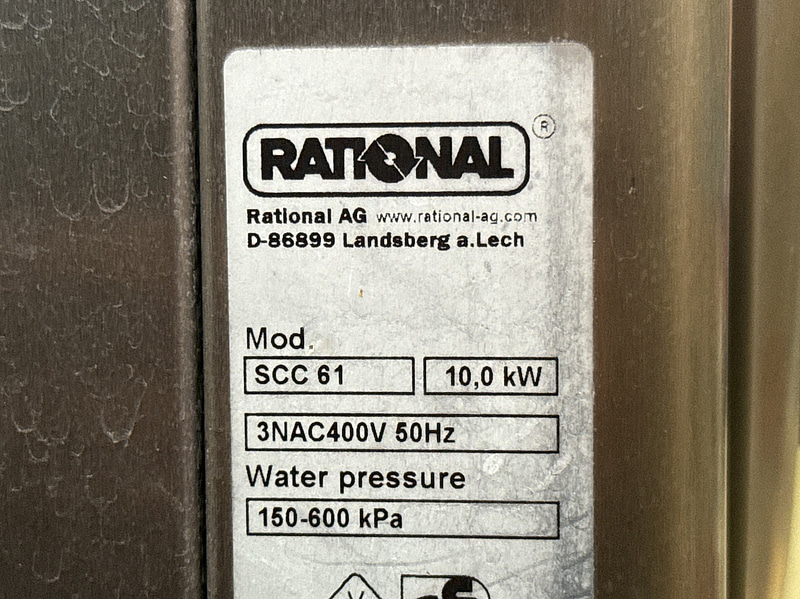 RATIONAL ®
Rational AG www.rational-ag.com
D-86899 Landsberg a.Lech
Mod.
SCC 61 10,0 kW
3NAC400V 50Hz
Water pressure
150-600 kPa